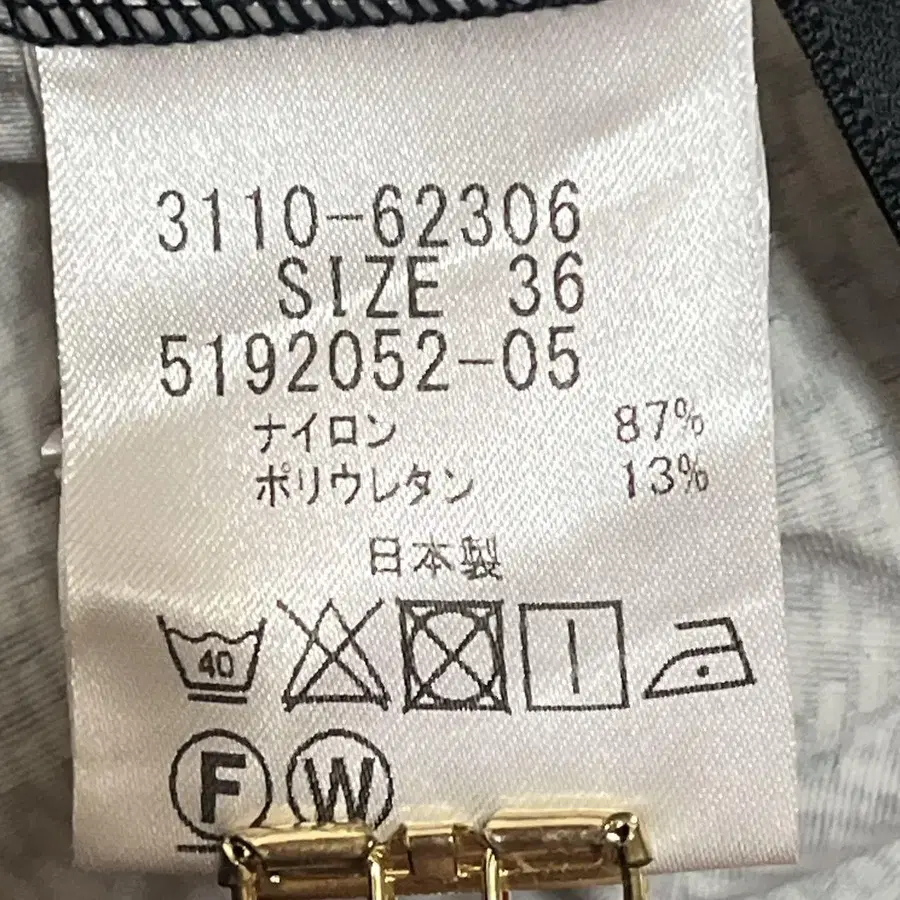 3110-62306
SIZE 36
5192052-05
ナイロン 87%
ポリウレタン 13%
日本製
40
F W